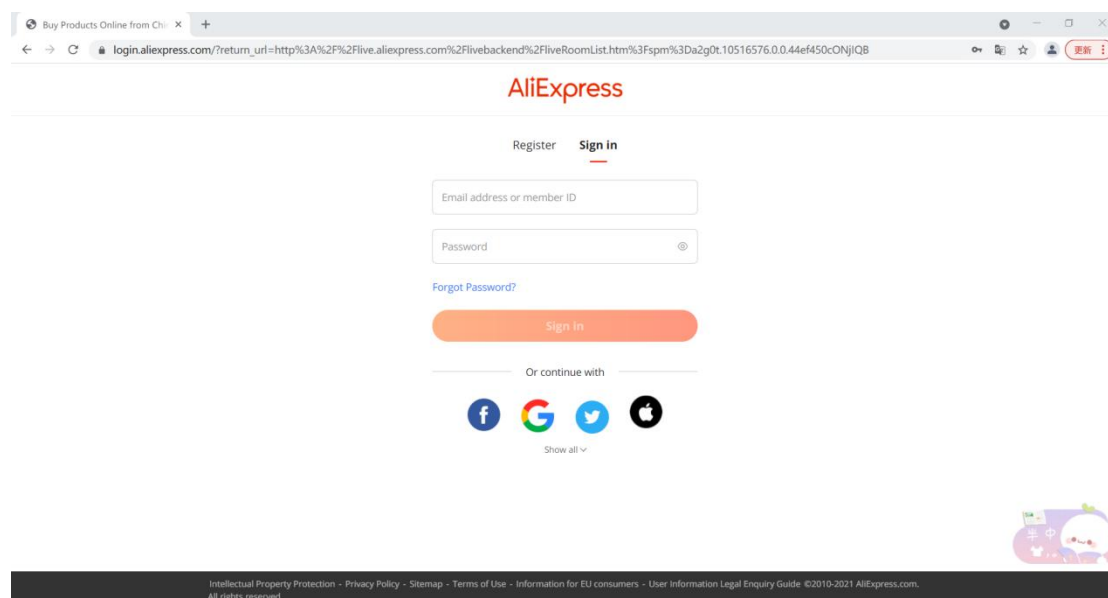 Buy Products Online from Chi
login.aliexpress.com/?return_url=http%3A%2F%2Flive.aliexpress.com%2Flivebackend%2FliveRoomList.htm%3Fspm%3Da2g0t.10516576.0.0.44ef450cONjIQB
更新
AliExpress
Register Sign in
Email address or member ID
Password
Forgot Password?
Sign in
Or continue with
Show all
半 中
Intellectual Property Protection - Privacy Policy - Sitemap - Terms of Use - Information for EU consumers - User Information Legal Enquiry Guide ©2010-2021 AliExpress.com.
All rights reserved